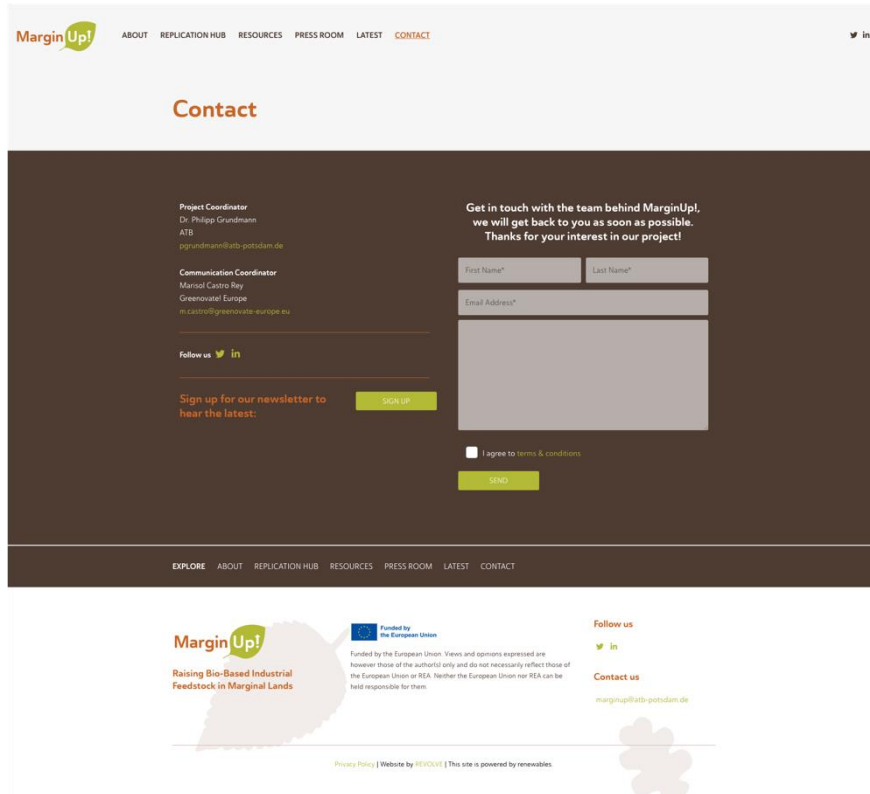 MarginUp!
ABOUT REPLICATION HUB RESOURCES PRESS ROOM LATEST CONTACT
Contact
Project Coordinator
Dr. Philipp Grundmann
ATB
pgrundmann@atb-potsdam.de
Communication Coordinator
Marisol Castro Rey
Greenovate! Europe
m.castro@greenovate-europe.eu
Follow us
Sign up for our newsletter to
hear the latest:
SIGN UP
Get in touch with the team behind MarginUp!,
we will get back to you as soon as possible.
Thanks for your interest in our project!
First Name*
Last Name*
Email Address*
I agree to terms & conditions
SEND
EXPLORE ABOUT REPLICATION HUB RESOURCES PRESS ROOM LATEST CONTACT
MarginUp!
Raising Bio-Based Industrial
Feedstock in Marginal Lands
Funded by
the European Union
Funded by the European Union. Views and opinions expressed are
however those of the author(s) only and do not necessarily reflect those of
the European Union or REA. Neither the European Union nor REA can be
held responsible for them.
Follow us
Contact us
marginup@atb-potsdam.de
Privacy Policy | Website by REVOLVE | This site is powered by renewables.